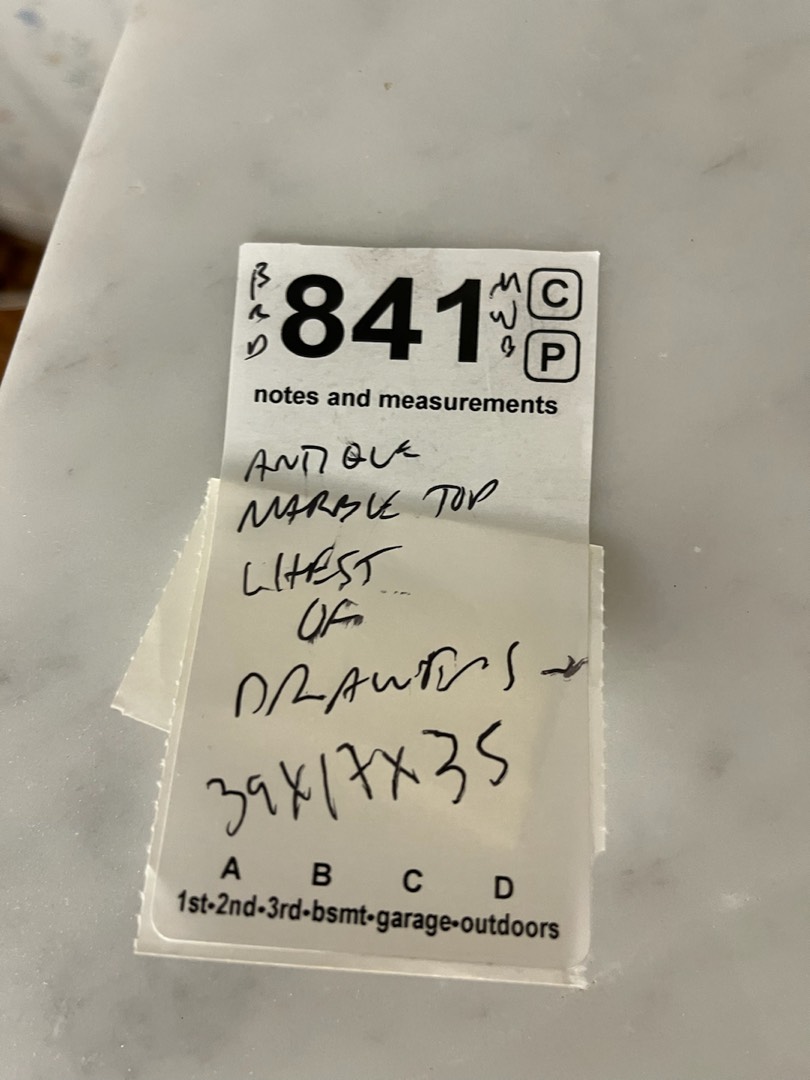 841
C
P
notes and measurements
ANTIQUE
MARBLE TOP
CHEST
OF
DRAWERS
39X17X35
A B C D
1st•2nd•3rd•bsmt•garage•outdoors